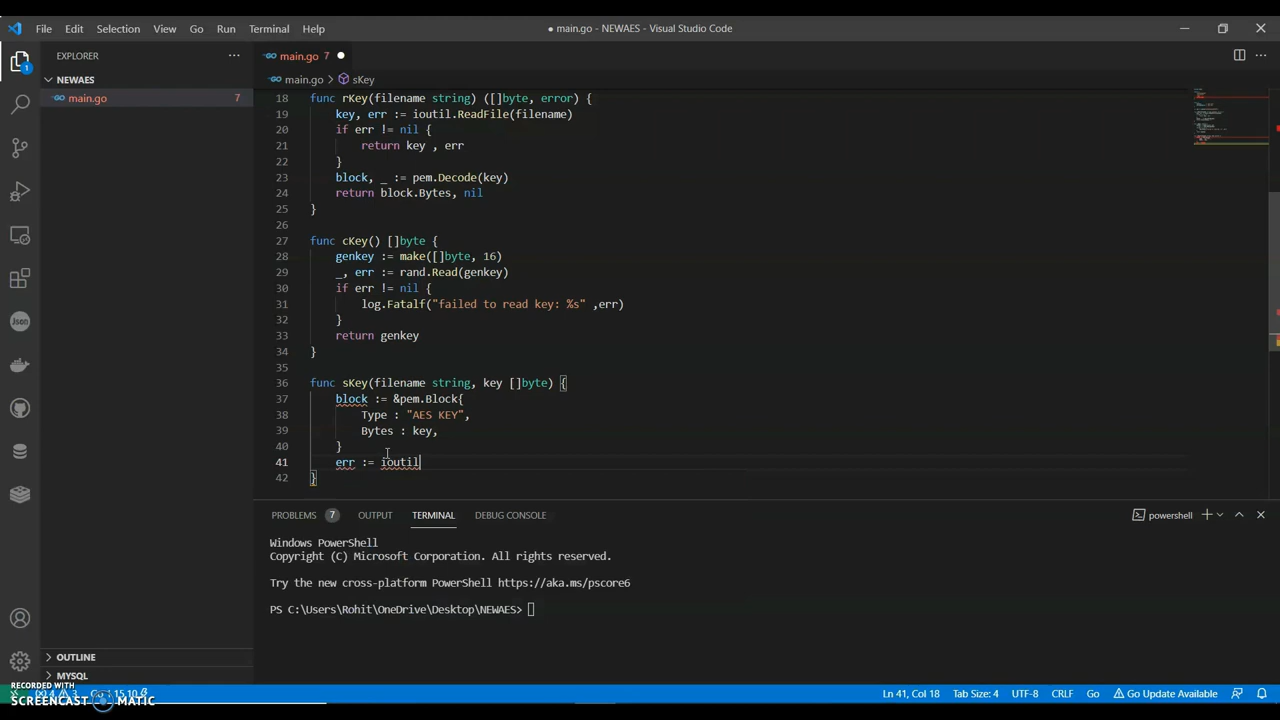 File Edit Selection View Go Run Terminal Help
● main.go - NEWAES - Visual Studio Code
EXPLORER
main.go 7
NEWAES
main.go > sKey
main.go 7
18 func rKey(filename string) ([]byte, error) {
19 key, err := ioutil.ReadFile(filename)
20 if err != nil {
21 return key , err
22 }
23 block, _ := pem.Decode(key)
24 return block.Bytes, nil
25 }
26
27 func cKey() []byte {
28 genkey := make([]byte, 16)
29 _, err := rand.Read(genkey)
30 if err != nil {
31 log.Fatalf("failed to read key: %s" ,err)
32 }
33 return genkey
34 }
35
36 func sKey(filename string, key []byte) {
37 block := &pem.Block{
38 Type : "AES KEY",
39 Bytes : key,
40 }
41 err := ioutil
42 }
1
Json
PROBLEMS 7 OUTPUT TERMINAL DEBUG CONSOLE
powershell
Windows PowerShell
Copyright (C) Microsoft Corporation. All rights reserved.
Try the new cross-platform PowerShell https://aka.ms/pscore6
PS C:\Users\Rohit\OneDrive\Desktop\NEWAES>
OUTLINE
MYSQL
RECORDED WITH
SCREENCAST MATIC
4 3 Go 1.15.10
Ln 41, Col 18 Tab Size: 4 UTF-8 CRLF Go Go Update Available